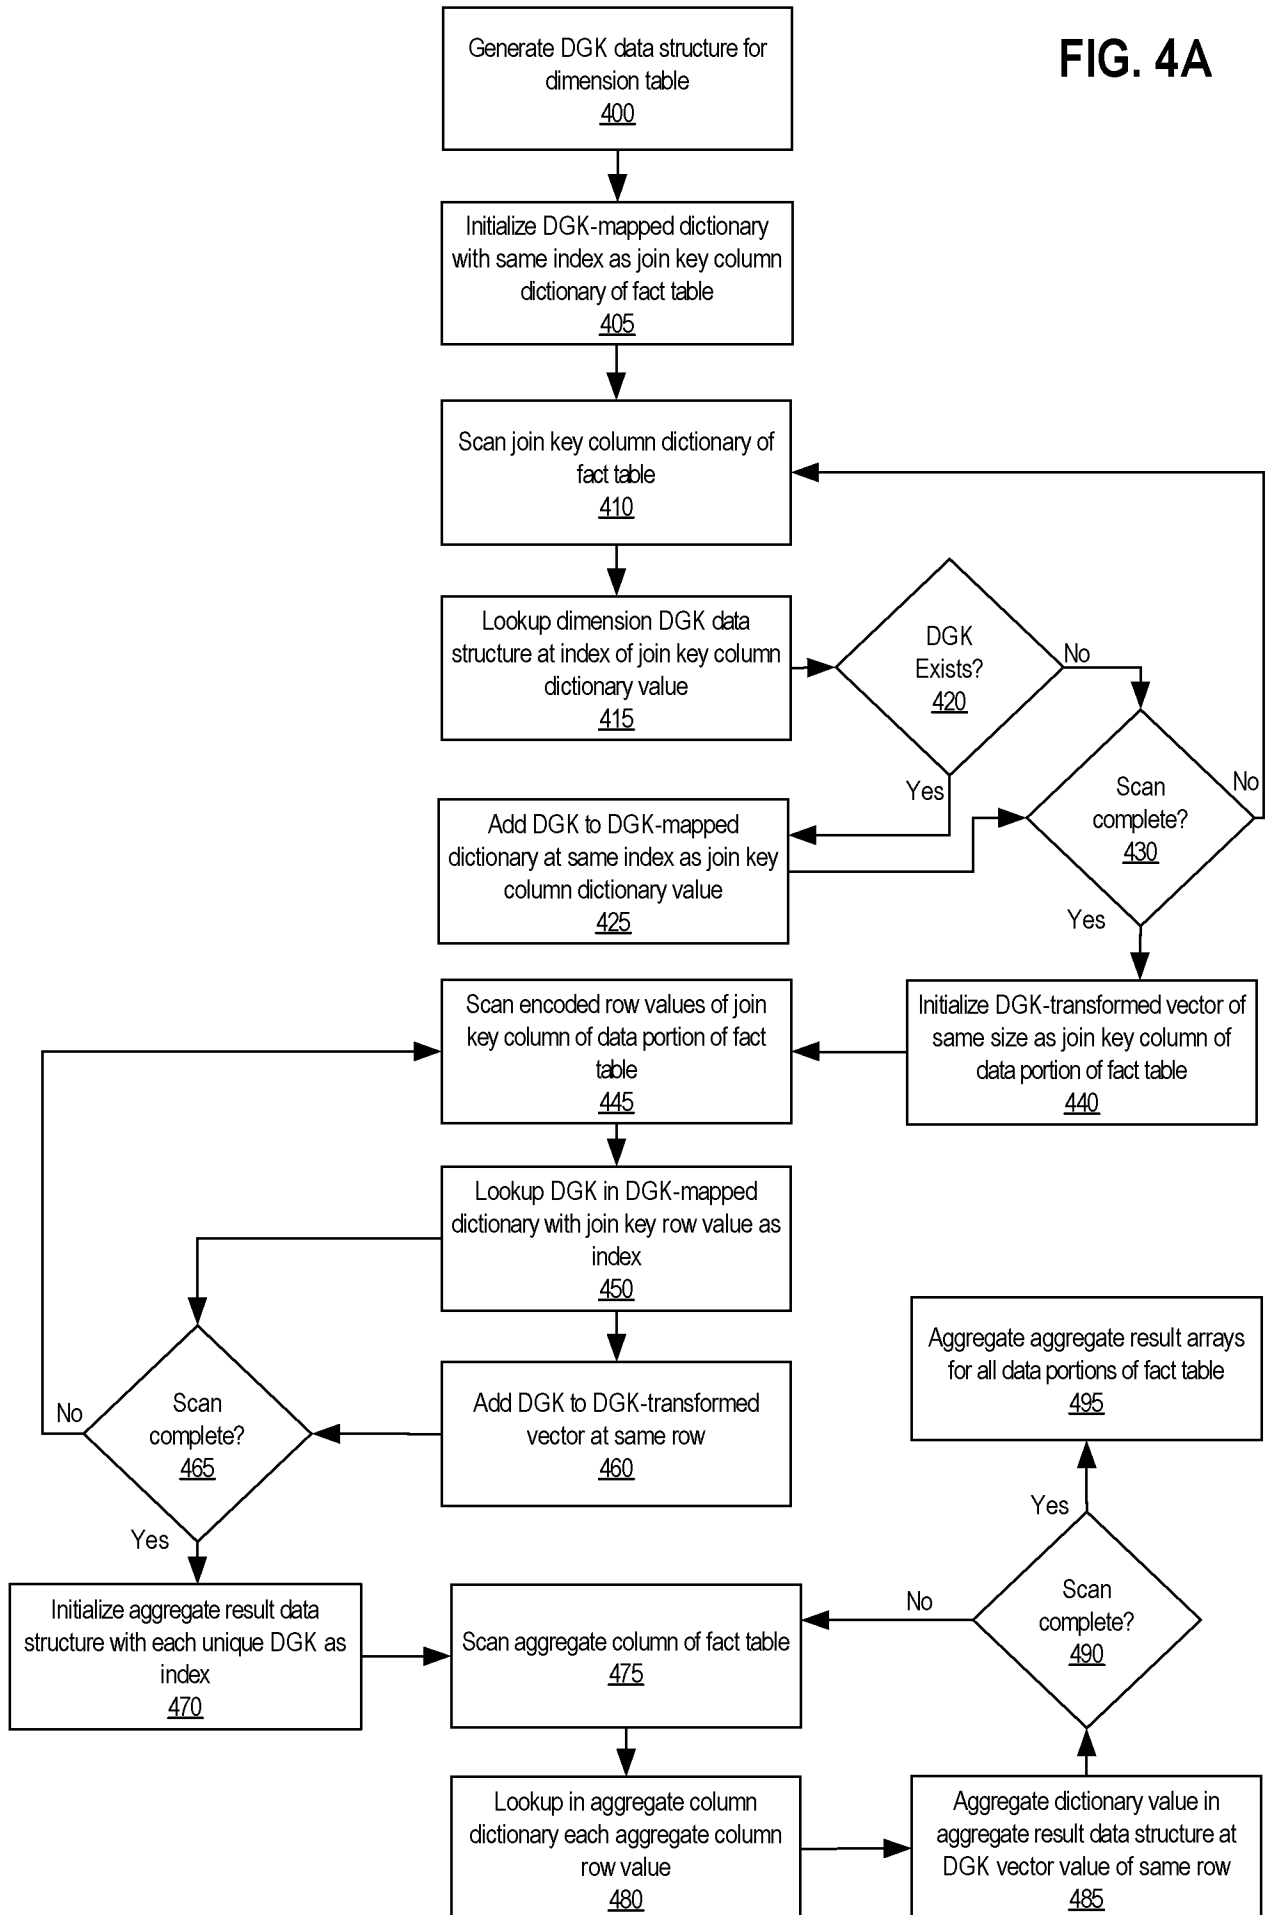 FIG. 4A
Generate DGK data structure for
dimension table
400
Initialize DGK-mapped dictionary
with same index as join key column
dictionary of fact table
405
Scan join key column dictionary of
fact table
410
Lookup dimension DGK data
structure at index of join key column
dictionary value
415
DGK
Exists?
420
No
Yes
Add DGK to DGK-mapped
dictionary at same index as join key
column dictionary value
425
Scan
complete?
430
No
Yes
Initialize DGK-transformed vector of
same size as join key column of
data portion of fact table
440
Scan encoded row values of join
key column of data portion of fact
table
445
Lookup DGK in DGK-mapped
dictionary with join key row value as
index
450
Add DGK to DGK-transformed
vector at same row
460
Scan
complete?
465
No
Yes
Initialize aggregate result data
structure with each unique DGK as
index
470
Scan aggregate column of fact table
475
Lookup in aggregate column
dictionary each aggregate column
row value
480
Aggregate dictionary value in
aggregate result data structure at
DGK vector value of same row
485
Scan
complete?
490
No
Yes
Aggregate aggregate result arrays
for all data portions of fact table
495